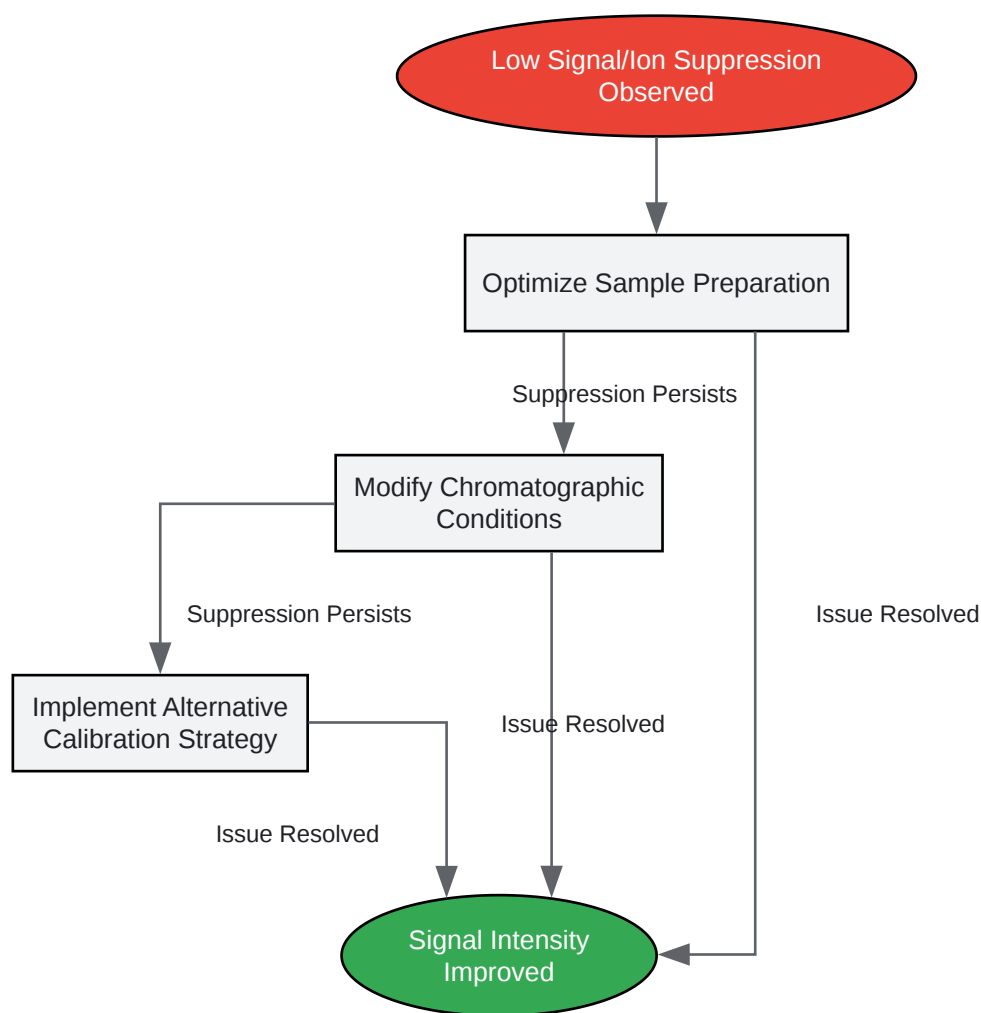 Low Signal/Ion Suppression
Observed
Optimize Sample Preparation
Suppression Persists
Modify Chromatographic
Conditions
Suppression Persists
Issue Resolved
Implement Alternative
Calibration Strategy
Issue Resolved
Issue Resolved
Signal Intensity
Improved